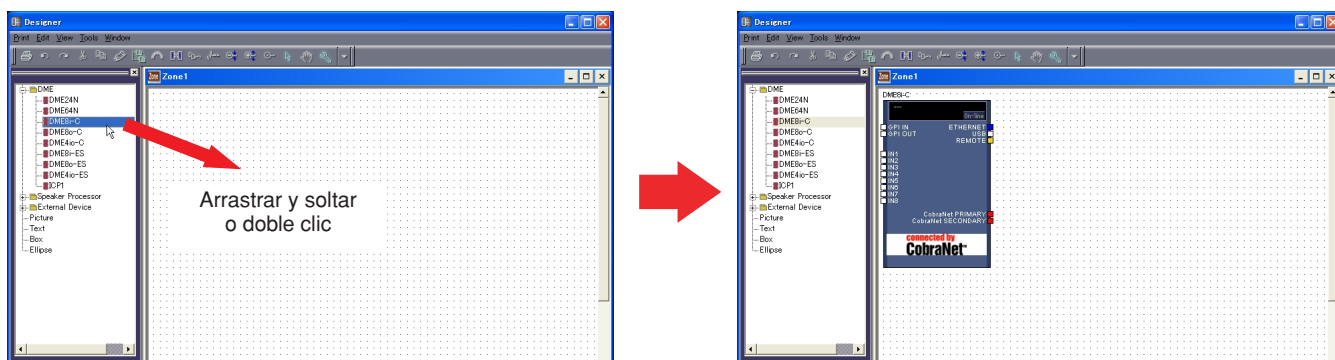 Designer
Print Edit View Tools Window
Zone1
DME
DME24N
DME64N
DME8i-C
DME8o-C
DME4io-C
DME8i-ES
DME8o-ES
DME4io-ES
ICP1
Speaker Processor
External Device
Picture
Text
Box
Ellipse
Arrastrar y soltar
o doble clic
Designer
Print Edit View Tools Window
Zone1
DME
DME24N
DME64N
DME8i-C
DME8o-C
DME4io-C
DME8i-ES
DME8o-ES
DME4io-ES
ICP1
Speaker Processor
External Device
Picture
Text
Box
Ellipse
DME8i-C
---
On-line
GPI IN ETHERNET
GPI OUT USB
REMOTE
IN1
IN2
IN3
IN4
IN5
IN6
IN7
IN8
CobraNet PRIMARY
CobraNet SECONDARY
connected by
CobraNet™